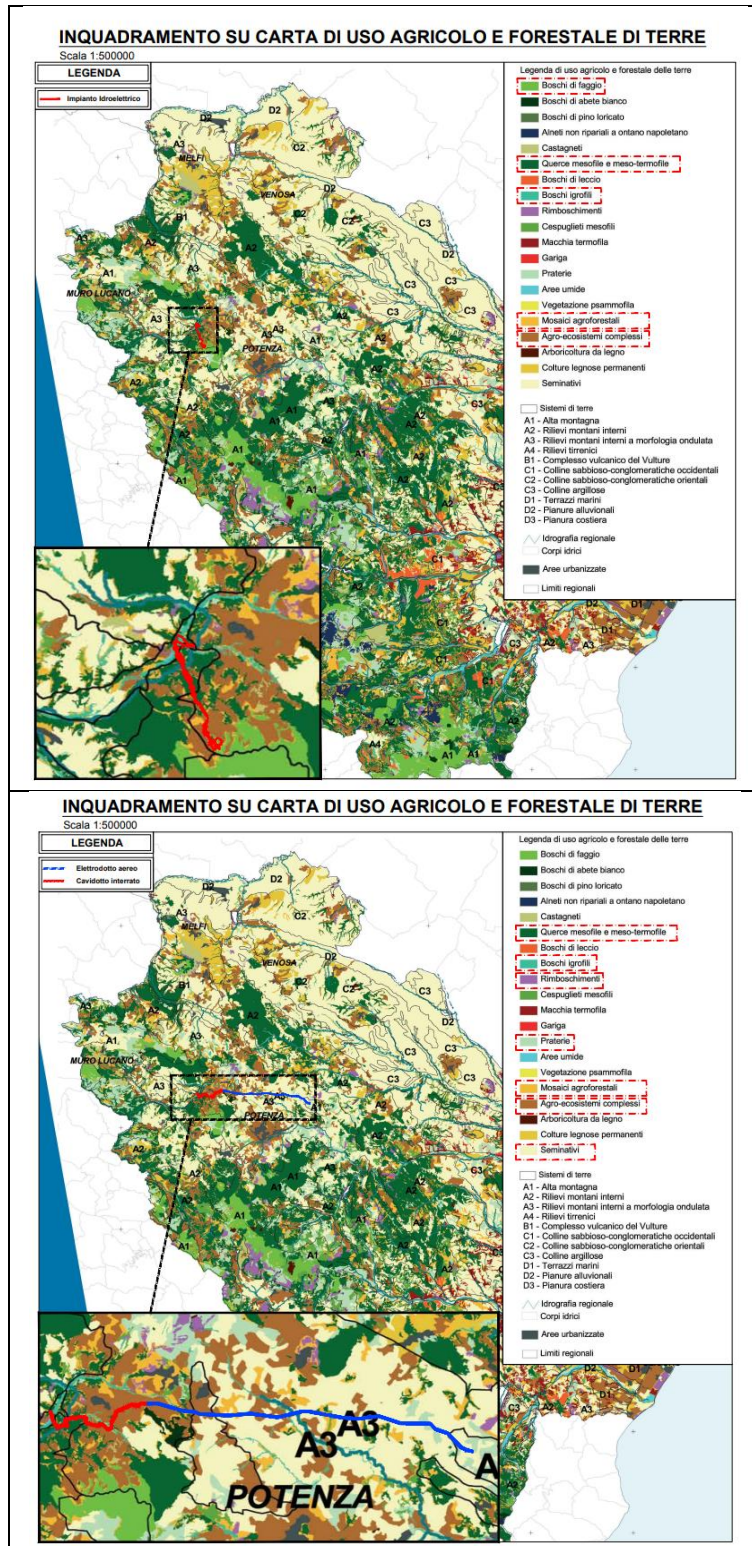 INQUADRAMENTO SU CARTA DI USO AGRICOLO E FORESTALE DI TERRE
Scala 1:500000
LEGENDA
Impianto Idroelettrico
Legenda di uso agricolo e forestale delle terre
Boschi di faggio
Boschi di abete bianco
Boschi di pino loricato
Alneti non ripariali a ontano napoletano
Castagneti
Querce mesofile e meso-termofile
Boschi di leccio
Boschi igrofili
Rimboschimenti
Cespuglieti mesofili
Macchia termofila
Gariga
Praterie
Aree umide
Vegetazione psammofila
Mosaici agroforestali
Agro-ecosistemi complessi
Arboricoltura da legno
Colture legnose permanenti
Seminativi
Sistemi di terre
A1 - Alta montagna
A2 - Rilievi montani interni
A3 - Rilievi montani interni a morfologia ondulata
A4 - Rilievi tirrenici
B1 - Complesso vulcanico del Vulture
C1 - Colline sabbioso-conglomeratiche occidentali
C2 - Colline sabbioso-conglomeratiche orientali
C3 - Colline argillose
D1 - Terrazzi marini
D2 - Pianure alluvionali
D3 - Pianura costiera
Idrografia regionale
Corpi idrici
Aree urbanizzate
Limiti regionali
MELFI
VENOSA
MURO LUCANO
POTENZA
INQUADRAMENTO SU CARTA DI USO AGRICOLO E FORESTALE DI TERRE
Scala 1:500000
LEGENDA
Elettrodotto aereo
Cavidotto interrato
Legenda di uso agricolo e forestale delle terre
Boschi di faggio
Boschi di abete bianco
Boschi di pino loricato
Alneti non ripariali a ontano napoletano
Castagneti
Querce mesofile e meso-termofile
Boschi di leccio
Boschi igrofili
Rimboschimenti
Cespuglieti mesofili
Macchia termofila
Gariga
Praterie
Aree umide
Vegetazione psammofila
Mosaici agroforestali
Agro-ecosistemi complessi
Arboricoltura da legno
Colture legnose permanenti
Seminativi
Sistemi di terre
A1 - Alta montagna
A2 - Rilievi montani interni
A3 - Rilievi montani interni a morfologia ondulata
A4 - Rilievi tirrenici
B1 - Complesso vulcanico del Vulture
C1 - Colline sabbioso-conglomeratiche occidentali
C2 - Colline sabbioso-conglomeratiche orientali
C3 - Colline argillose
D1 - Terrazzi marini
D2 - Pianure alluvionali
D3 - Pianura costiera
Idrografia regionale
Corpi idrici
Aree urbanizzate
Limiti regionali
MELFI
VENOSA
MURO LUCANO
POTENZA
A3
A3
A
POTENZA